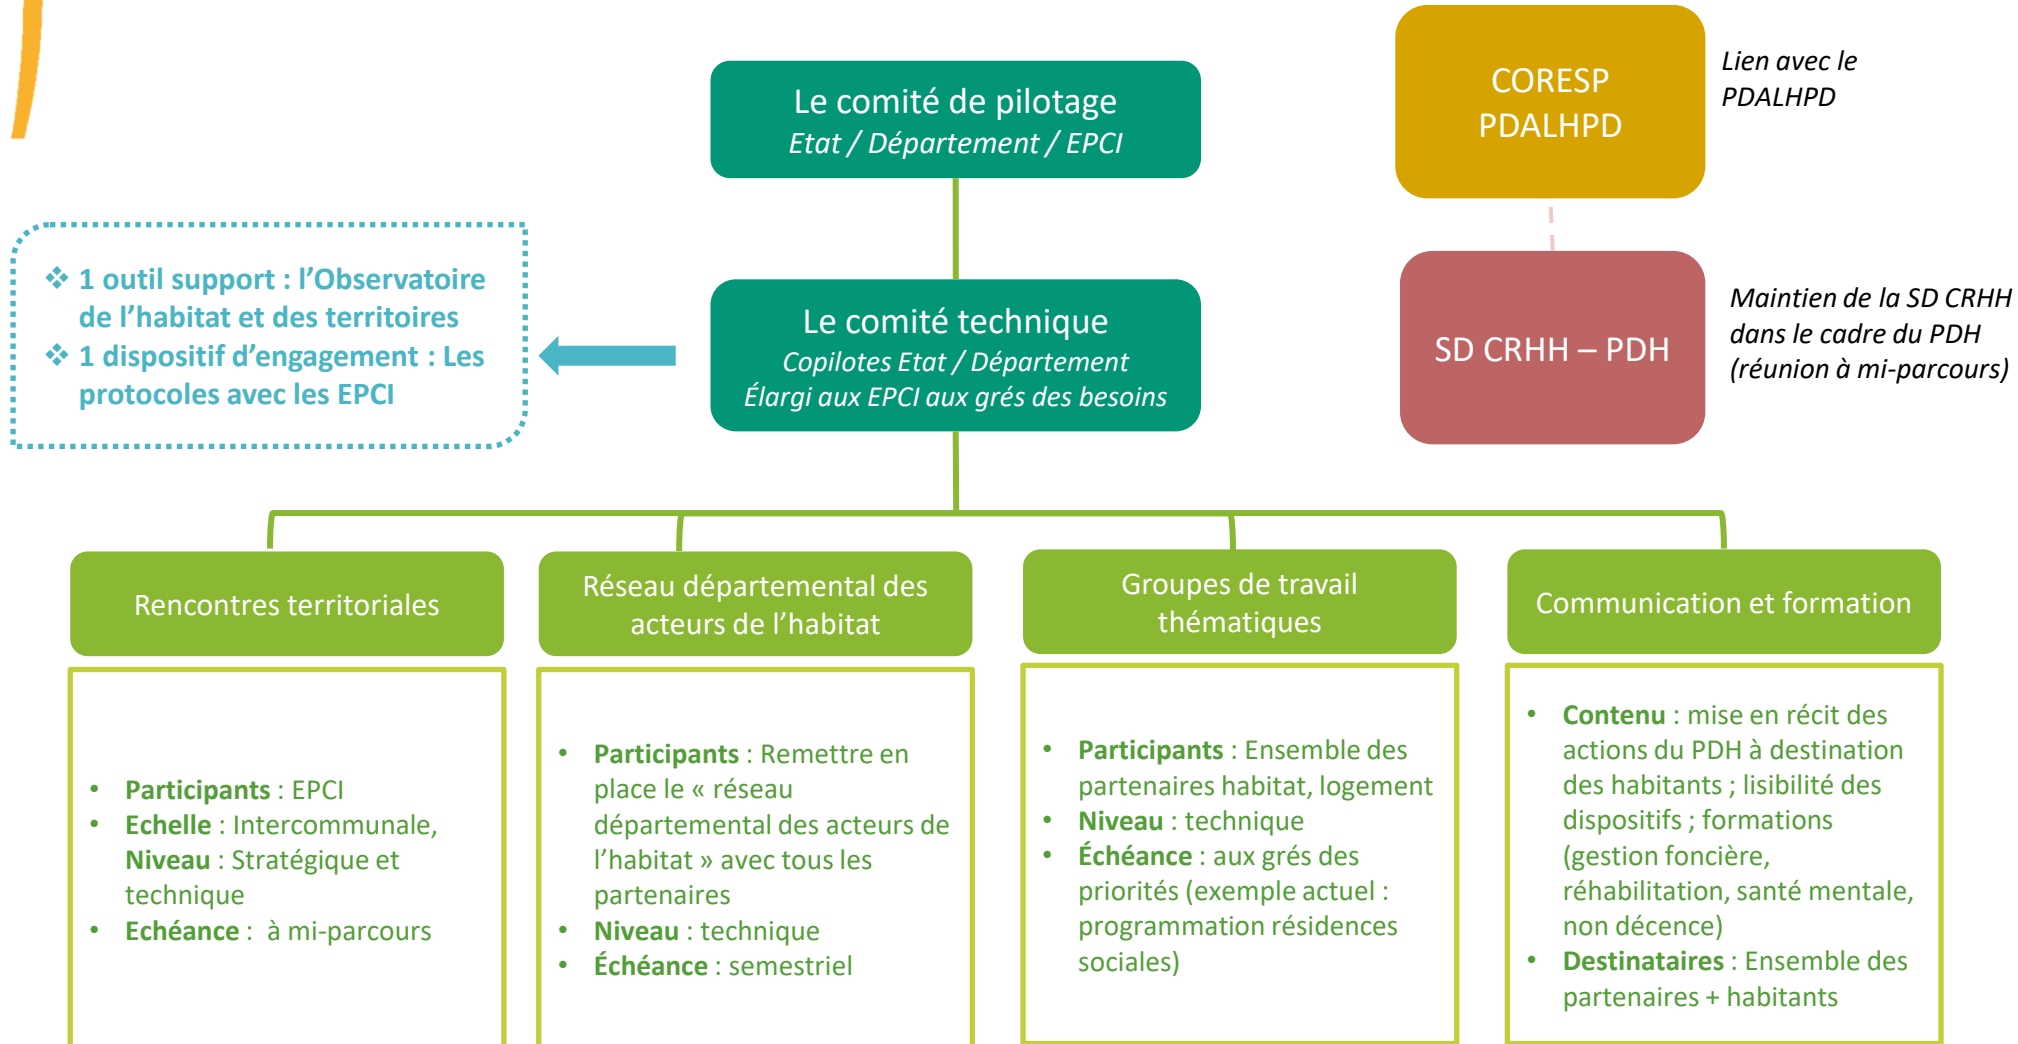 Le comité de pilotage
Etat / Département / EPCI
CORESP
PDALHPD
Lien avec le
PDALHPD
❖ 1 outil support : l’Observatoire
de l’habitat et des territoires
❖ 1 dispositif d’engagement : Les
protocoles avec les EPCI
Le comité technique
Copilotes Etat / Département
Élargi aux EPCI aux grés des besoins
SD CRHH – PDH
Maintien de la SD CRHH
dans le cadre du PDH
(réunion à mi-parcours)
Rencontres territoriales
• Participants : EPCI
• Echelle : Intercommunale,
Niveau : Stratégique et
technique
• Echéance : à mi-parcours
Réseau départemental des
acteurs de l’habitat
• Participants : Remettre en
place le « réseau
départemental des acteurs de
l’habitat » avec tous les
partenaires
• Niveau : technique
• Échéance : semestriel
Groupes de travail
thématiques
• Participants : Ensemble des
partenaires habitat, logement
• Niveau : technique
• Échéance : aux grés des
priorités (exemple actuel :
programmation résidences
sociales)
Communication et formation
• Contenu : mise en récit des
actions du PDH à destination
des habitants ; lisibilité des
dispositifs ; formations
(gestion foncière,
réhabilitation, santé mentale,
non décence)
• Destinataires : Ensemble des
partenaires + habitants